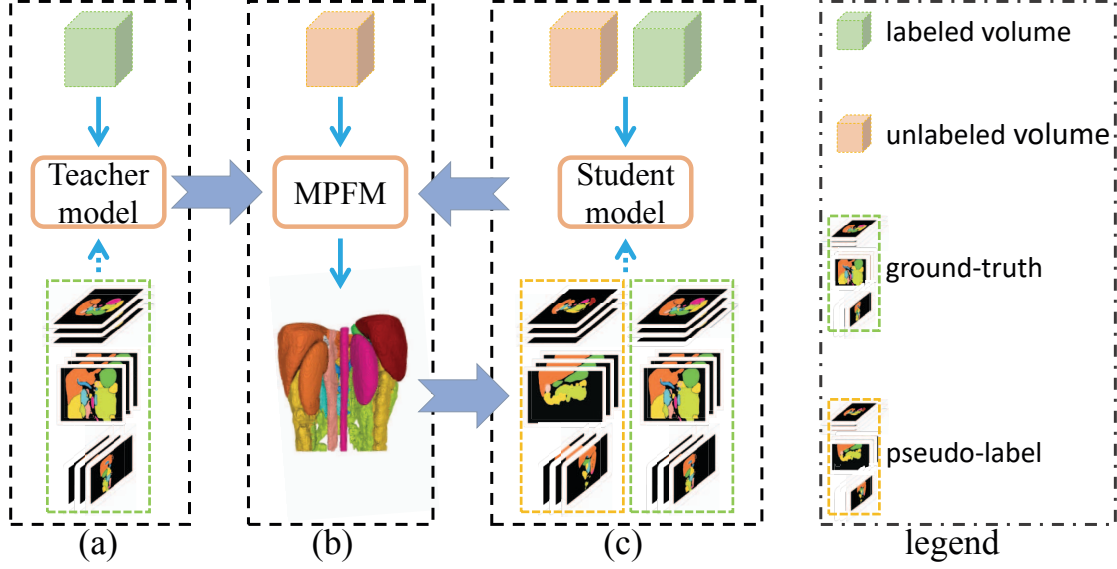 Teacher
model
MPFM
Student
model
(a)
(b)
(c)
labeled volume
unlabeled volume
ground-truth
pseudo-label
legend